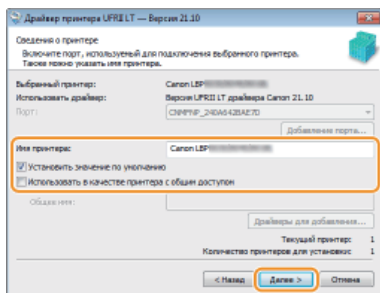 Драйвер принтера UFRII LT — Версия 21.10
Сведения о принтере
Включите порт, используемый для подключения выбранного принтера.
Также можно указать имя принтера.
Выбранный принтер: Canon LBP
Использовать драйвер: Версия UFRII LT драйвера Canon 21.10
Порт: CNMFNP_240A642BAE7D
Добавление порта...
Имя принтера: Canon LBP
Установить значение по умолчанию
Использовать в качестве принтера с общим доступом
Общее имя:
Драйверы для добавления...
Текущий принтер: 1
Количество принтеров для установки: 1
< Назад Далее > Отмена